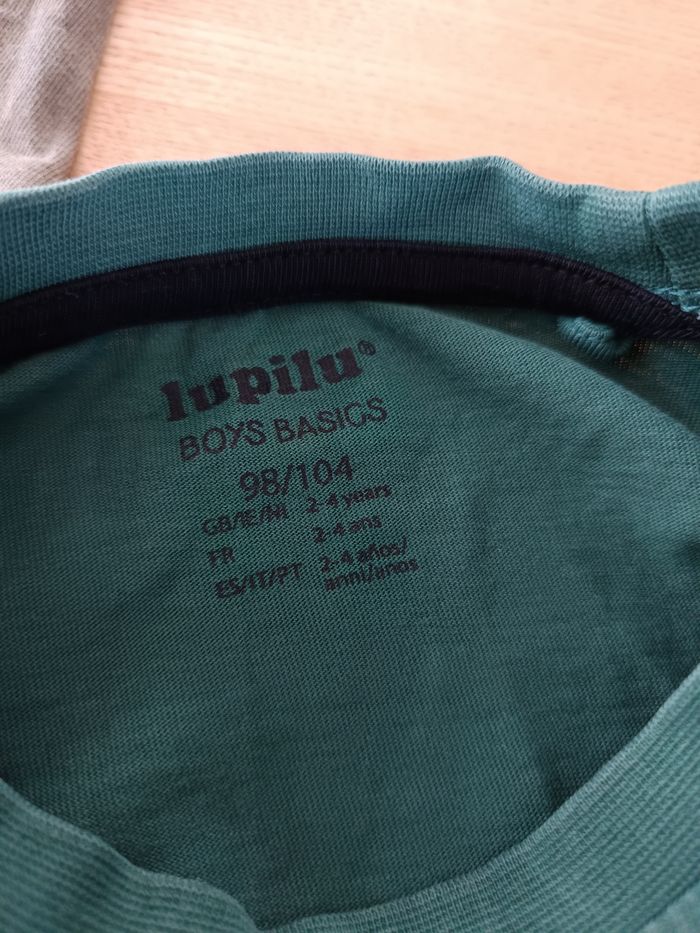 lupilu®
BOYS BASICS
98/104
GB/IE/NI 2-4 years
FR 2-4 ans
ES/IT/PT 2-4 años/
anni/anos